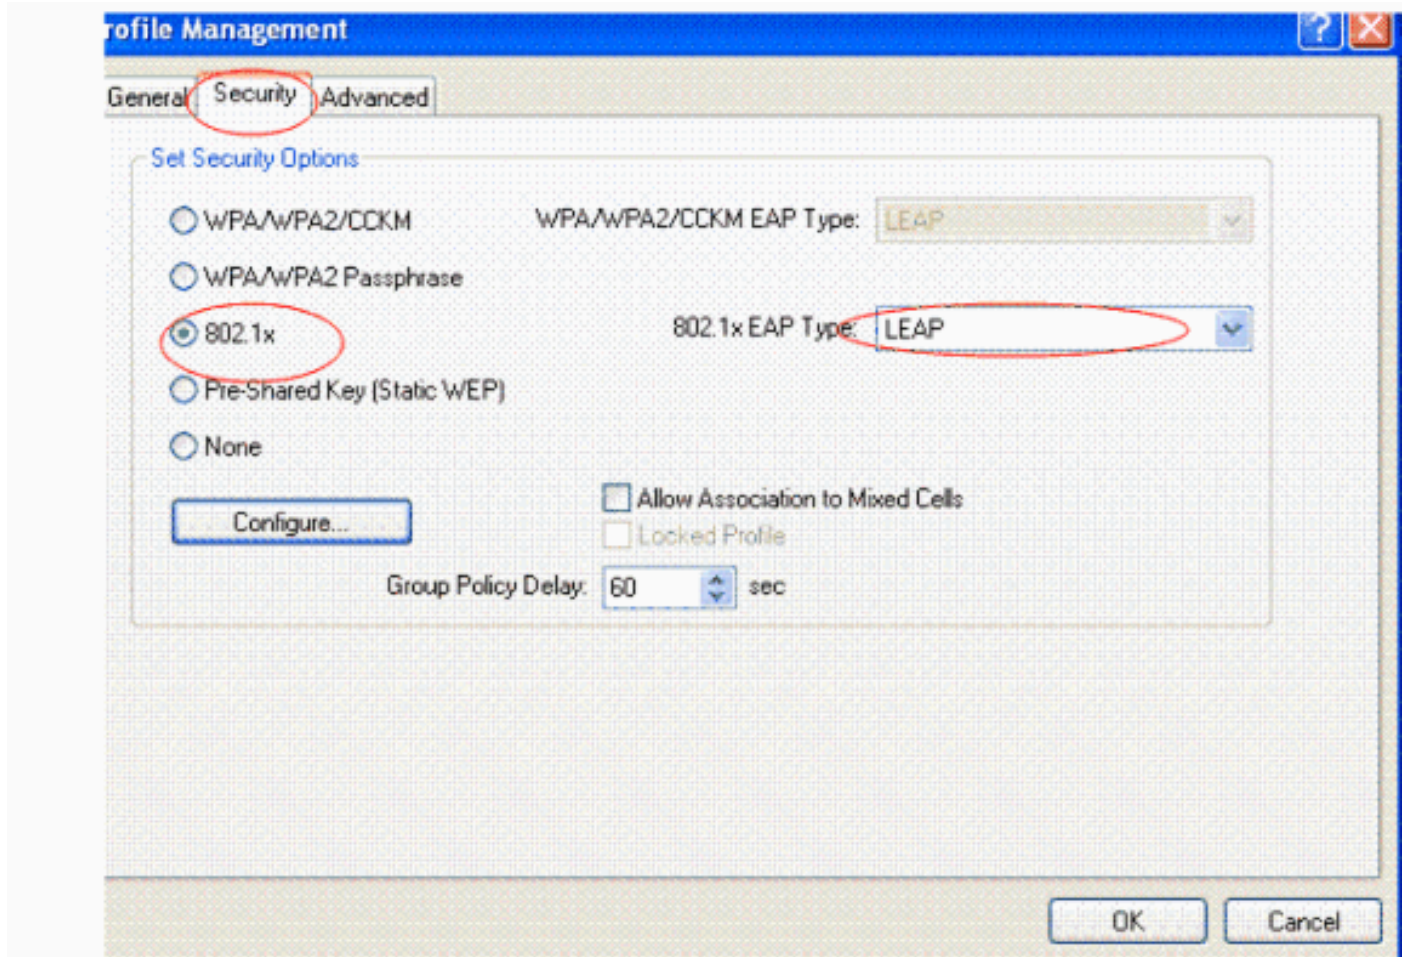 rofile Management
General Security Advanced
Set Security Options
WPA/WPA2/CCKM WPA/WPA2/CCKM EAP Type: LEAP
WPA/WPA2 Passphrase
802.1x 802.1x EAP Type: LEAP
Pre-Shared Key (Static WEP)
None
Allow Association to Mixed Cells
Configure...
Locked Profile
Group Policy Delay: 60 sec
OK Cancel